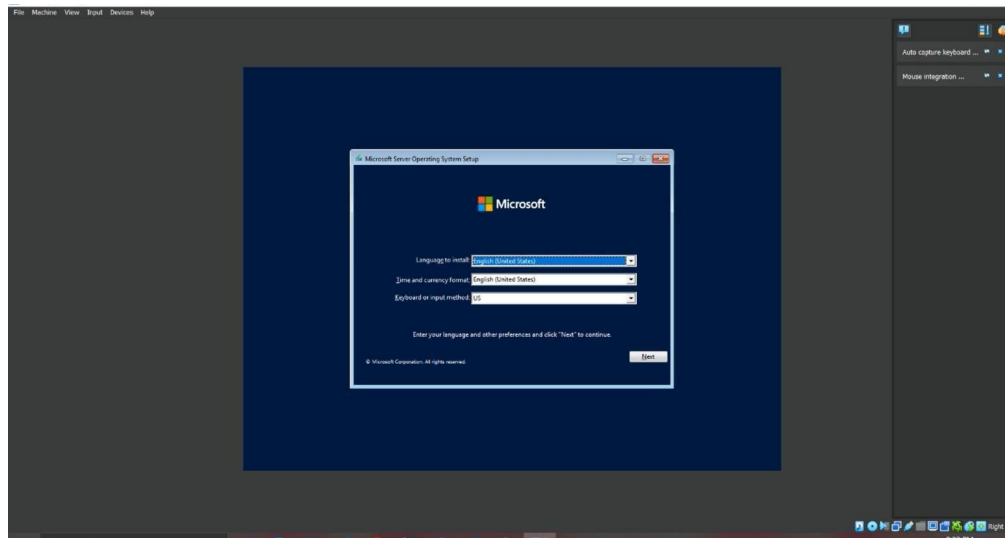 File Machine View Input Devices Help
Auto capture keyboard ...
Mouse integration ...
Microsoft Server Operating System Setup
Microsoft
Language to install: English (United States)
Time and currency format: English (United States)
Keyboard or input method: US
Enter your language and other preferences and click "Next" to continue.
© Microsoft Corporation. All rights reserved.
Next
Right